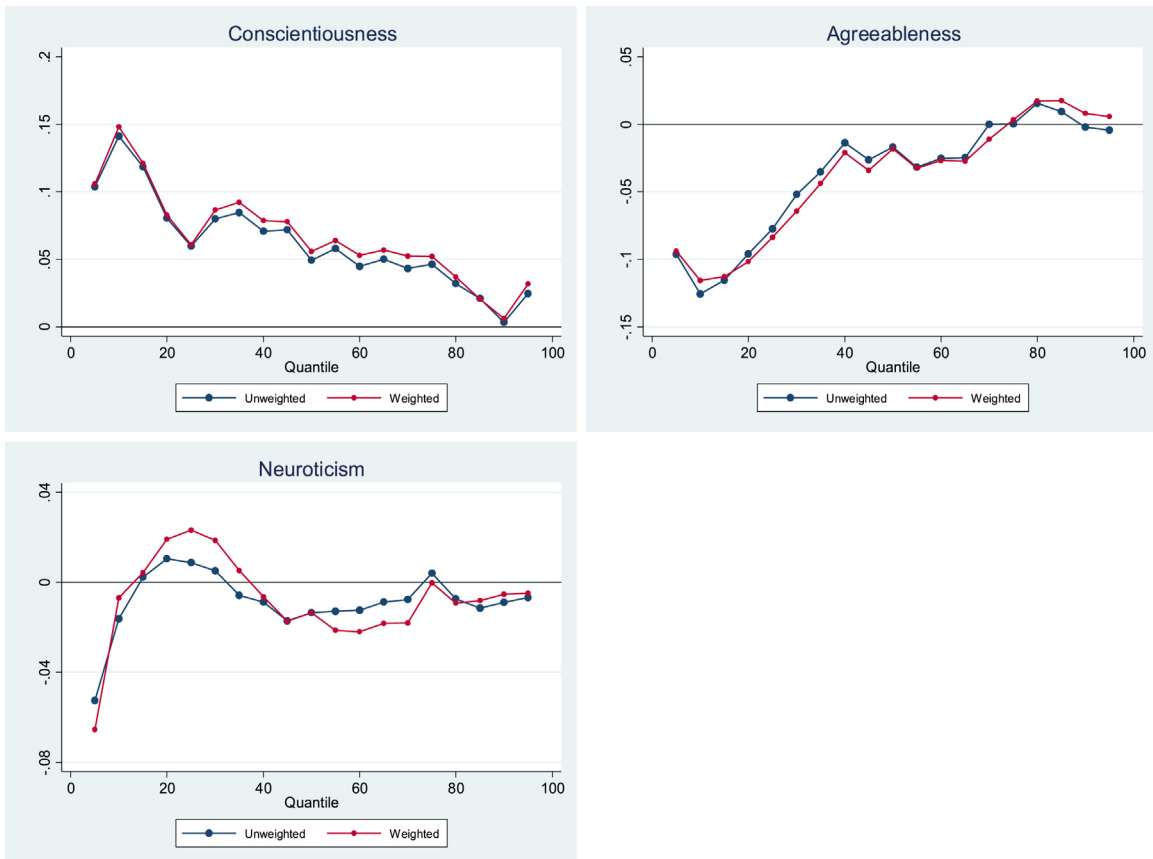 Conscientiousness
.2
.15
.1
.05
0
0 20 40 60 80 100
Quantile
Unweighted Weighted
Agreeableness
.05
0
-.05
-.1
-.15
0 20 40 60 80 100
Quantile
Unweighted Weighted
Neuroticism
.04
0
-.04
-.08
0 20 40 60 80 100
Quantile
Unweighted Weighted